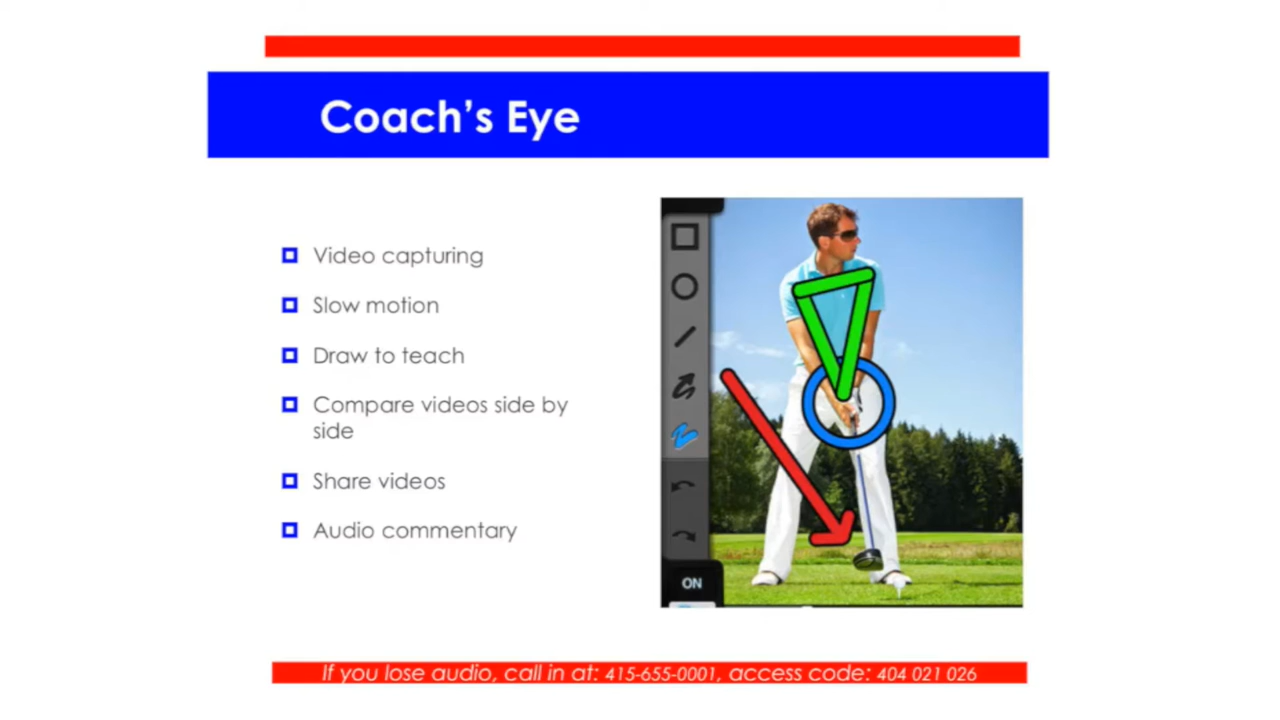 Coach's Eye
Video capturing
Slow motion
Draw to teach
Compare videos side by
side
Share videos
Audio commentary
ON
If you lose audio, call in at: 415-655-0001, access code: 404 021 026